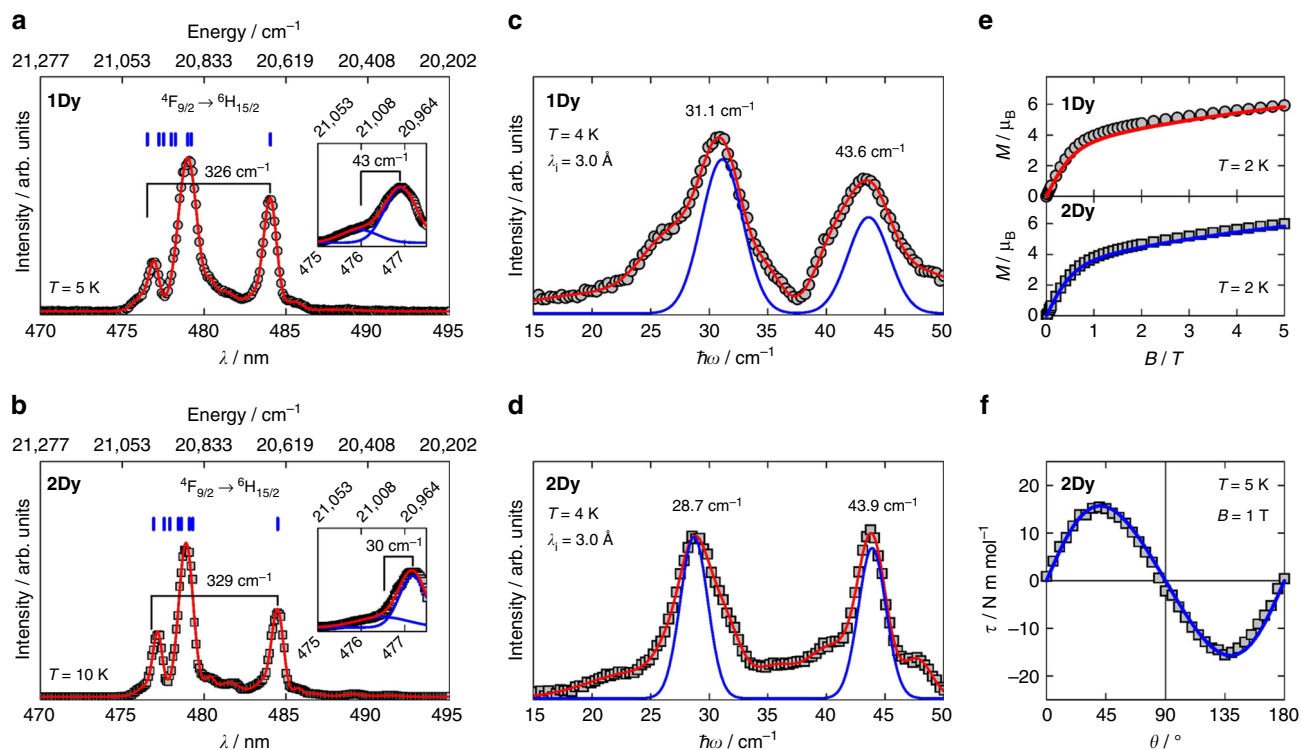 a
Energy / cm⁻¹
21,277 21,053 20,833 20,619 20,408 20,202
1Dy
⁴F9/2 → ⁶H15/2
326 cm⁻¹
T = 5 K
21,053 21,008 20,964
43 cm⁻¹
475 476 477
Intensity / arb. units
470 475 480 485 490 495
λ / nm
b
Energy / cm⁻¹
21,277 21,053 20,833 20,619 20,408 20,202
2Dy
⁴F9/2 → ⁶H15/2
329 cm⁻¹
T = 10 K
21,053 21,008 20,964
30 cm⁻¹
475 476 477
Intensity / arb. units
470 475 480 485 490 495
λ / nm
c
1Dy
31.1 cm⁻¹
T = 4 K
43.6 cm⁻¹
λi = 3.0 Å
Intensity / arb. units
15 20 25 30 35 40 45 50
ħω / cm⁻¹
d
2Dy
28.7 cm⁻¹
43.9 cm⁻¹
T = 4 K
λi = 3.0 Å
Intensity / arb. units
15 20 25 30 35 40 45 50
ħω / cm⁻¹
e
1Dy
M / μB
6
4
2
0
T = 2 K
2Dy
M / μB
6
4
2
0
T = 2 K
0 1 2 3 4 5
B / T
f
2Dy
T = 5 K
B = 1 T
τ / N m mol⁻¹
20
10
0
−10
−20
0 45 90 135 180
θ / °